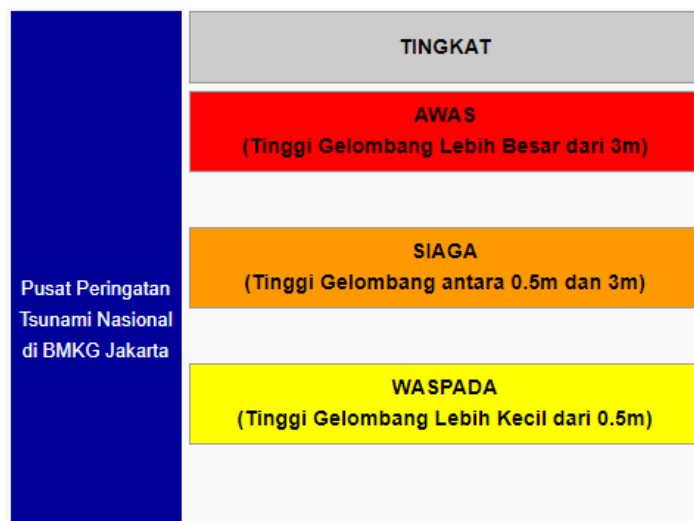 TINGKAT
AWAS
(Tinggi Gelombang Lebih Besar dari 3m)
SIAGA
(Tinggi Gelombang antara 0.5m dan 3m)
Pusat Peringatan
Tsunami Nasional
di BMKG Jakarta
WASPADA
(Tinggi Gelombang Lebih Kecil dari 0.5m)